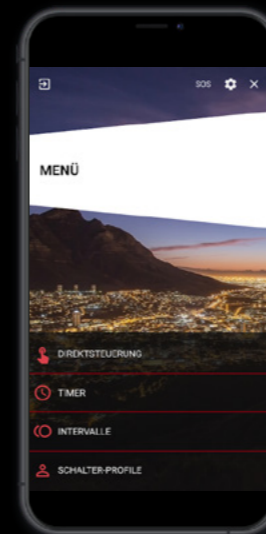 SOS
MENÜ
DIREKTSTEUERUNG
TIMER
INTERVALLE
SCHALTER-PROFILE